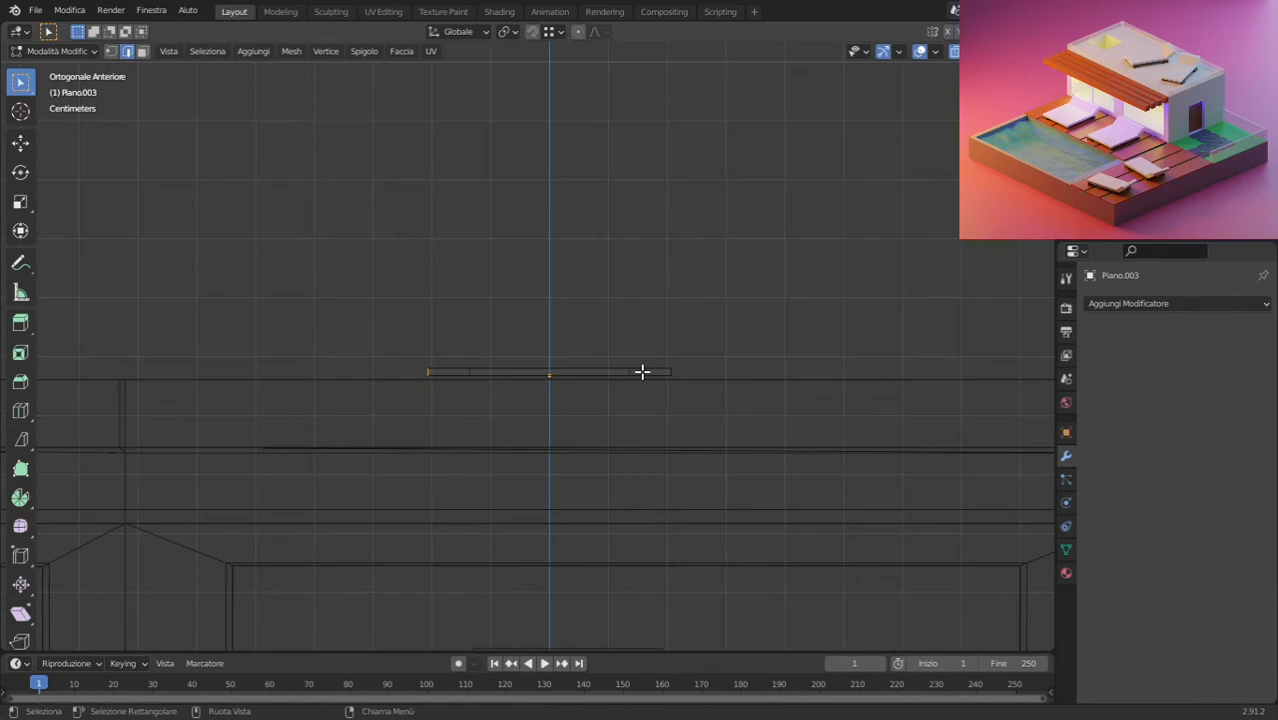 File Modifica Render Finestra Aiuto Layout Modeling Sculpting UV Editing Texture Paint Shading Animation Rendering Compositing Scripting +
Globale X
Modalità Modific Vista Seleziona Aggiungi Mesh Vertice Spigolo Faccia UV
Ortogonale Anteriore
(1) Piano.003
Centimeters
Piano.003
Aggiungi Modificatore
Riproduzione Keying Vista Marcatore 1 Inizio 1 Fine 250
1 10 20 30 40 50 60 70 80 90 100 110 120 130 140 150 160 170 180 190 200 210 220 230 240 250
Seleziona Selezione Rettangolare Ruota Vista Chiama Menù 2.91.2